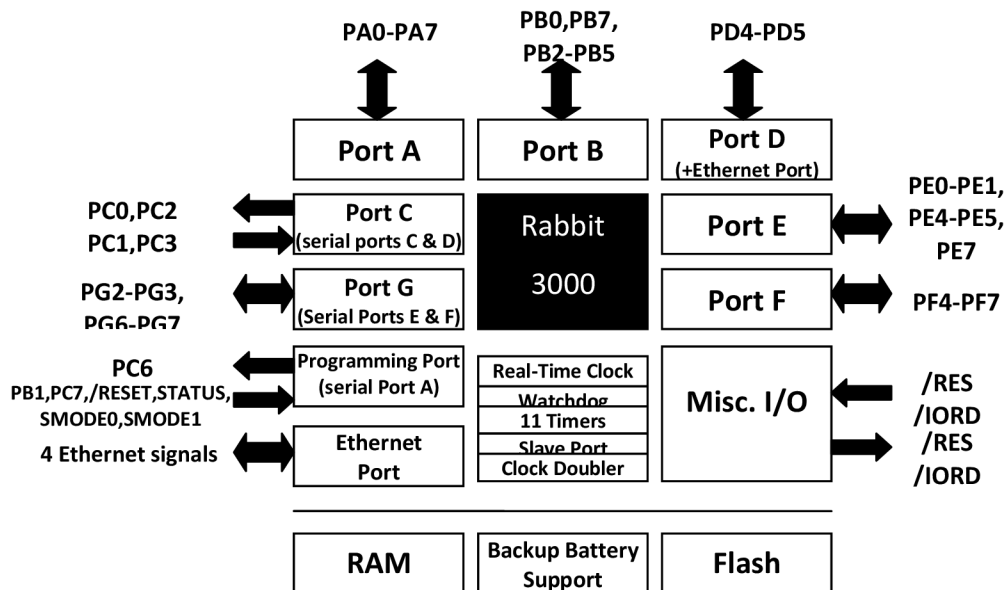 PA0-PA7
PB0,PB7,
PB2-PB5
PD4-PD5
Port A
Port B
Port D
(+Ethernet Port)
PC0,PC2
PC1,PC3
Port C
(serial ports C & D)
Rabbit
3000
Port E
PE0-PE1,
PE4-PE5,
PE7
PG2-PG3,
PG6-PG7
Port G
(Serial Ports E & F)
Port F
PF4-PF7
PC6
PB1,PC7,/RESET,STATUS,
SMODE0,SMODE1
Programming Port
(serial Port A)
Real-Time Clock
Watchdog
11 Timers
Slave Port
Clock Doubler
Misc. I/O
/RES
/IORD
/RES
/IORD
4 Ethernet signals
Ethernet
Port
RAM
Backup Battery
Support
Flash